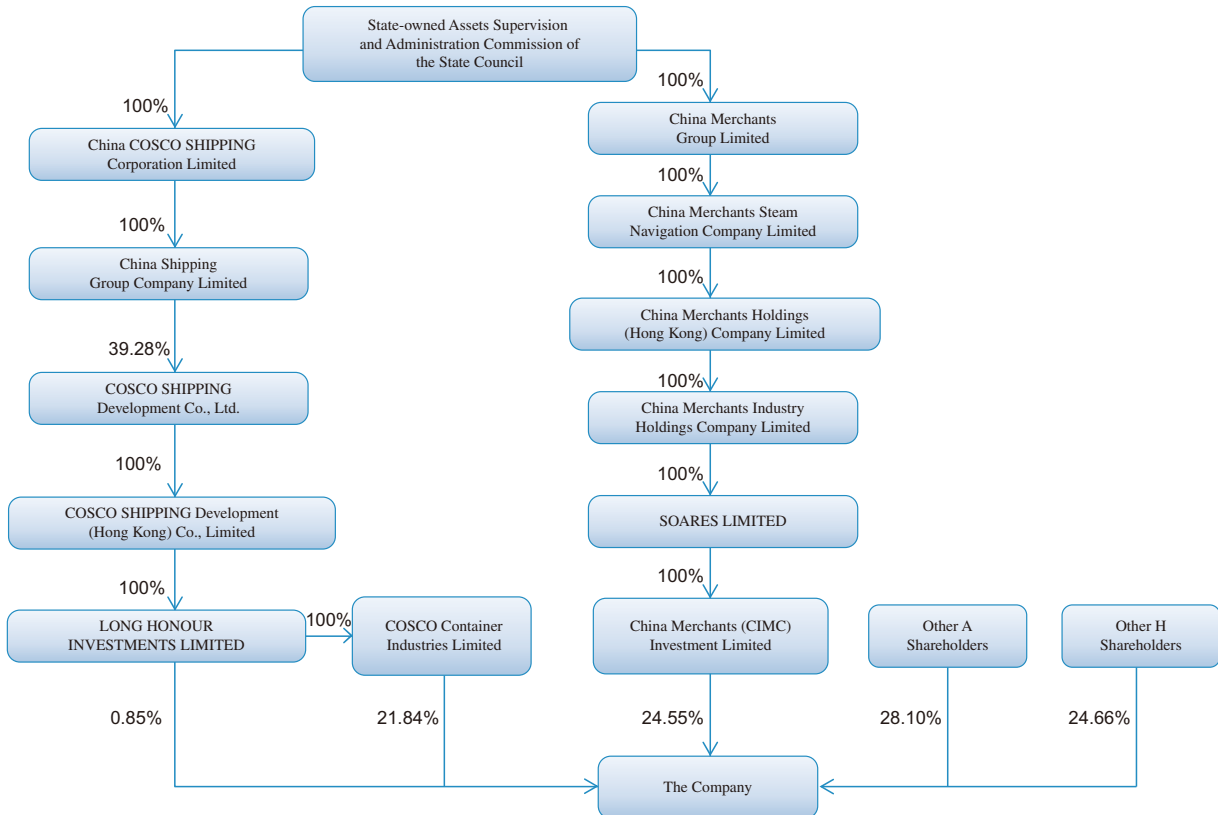 State-owned Assets Supervision
and Administration Commission of
the State Council
100%
100%
China COSCO SHIPPING
Corporation Limited
China Merchants
Group Limited
100%
100%
China Shipping
Group Company Limited
China Merchants Steam
Navigation Company Limited
39.28%
100%
COSCO SHIPPING
Development Co., Ltd.
China Merchants Holdings
(Hong Kong) Company Limited
100%
100%
COSCO SHIPPING Development
(Hong Kong) Co., Limited
China Merchants Industry
Holdings Company Limited
100%
100%
SOARES LIMITED
100%
LONG HONOUR
INVESTMENTS LIMITED
100%
COSCO Container
Industries Limited
China Merchants (CIMC)
Investment Limited
Other A
Shareholders
Other H
Shareholders
0.85%
21.84%
24.55%
28.10%
24.66%
The Company